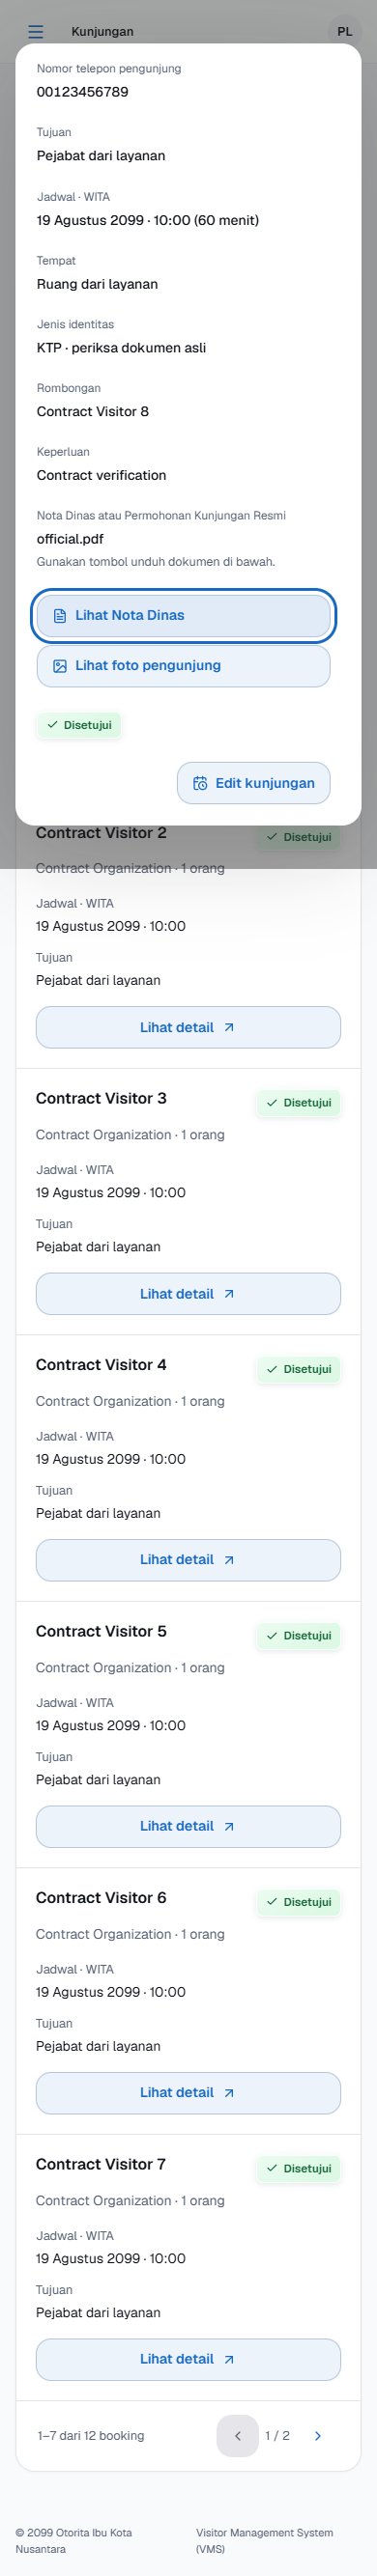 Kunjungan
PL
Nomor telepon pengunjung
00123456789
Tujuan
Pejabat dari layanan
Jadwal · WITA
19 Agustus 2099 · 10:00 (60 menit)
Tempat
Ruang dari layanan
Jenis identitas
KTP · periksa dokumen asli
Rombongan
Contract Visitor 8
Keperluan
Contract verification
Nota Dinas atau Permohonan Kunjungan Resmi
official.pdf
Gunakan tombol unduh dokumen di bawah.
Lihat Nota Dinas
Lihat foto pengunjung
Disetujui
Edit kunjungan
Contract Visitor 2
Disetujui
Contract Organization · 1 orang
Jadwal · WITA
19 Agustus 2099 · 10:00
Tujuan
Pejabat dari layanan
Lihat detail
Contract Visitor 3
Disetujui
Contract Organization · 1 orang
Jadwal · WITA
19 Agustus 2099 · 10:00
Tujuan
Pejabat dari layanan
Lihat detail
Contract Visitor 4
Disetujui
Contract Organization · 1 orang
Jadwal · WITA
19 Agustus 2099 · 10:00
Tujuan
Pejabat dari layanan
Lihat detail
Contract Visitor 5
Disetujui
Contract Organization · 1 orang
Jadwal · WITA
19 Agustus 2099 · 10:00
Tujuan
Pejabat dari layanan
Lihat detail
Contract Visitor 6
Disetujui
Contract Organization · 1 orang
Jadwal · WITA
19 Agustus 2099 · 10:00
Tujuan
Pejabat dari layanan
Lihat detail
Contract Visitor 7
Disetujui
Contract Organization · 1 orang
Jadwal · WITA
19 Agustus 2099 · 10:00
Tujuan
Pejabat dari layanan
Lihat detail
1–7 dari 12 booking
1 / 2
© 2099 Otorita Ibu Kota
Nusantara
Visitor Management System
(VMS)